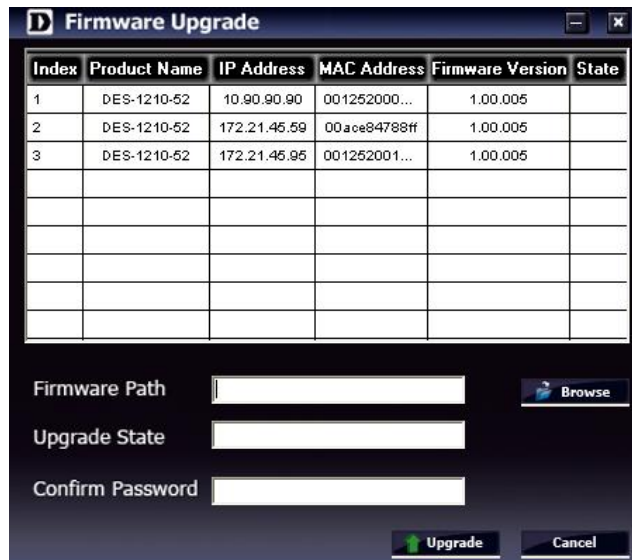 D Firmware Upgrade
Index Product Name IP Address MAC Address Firmware Version State
1 DES-1210-52 10.90.90.90 001252000... 1.00.005
2 DES-1210-52 172.21.45.59 00ace84788ff 1.00.005
3 DES-1210-52 172.21.45.95 001252001... 1.00.005
Firmware Path Browse
Upgrade State
Confirm Password
Upgrade Cancel